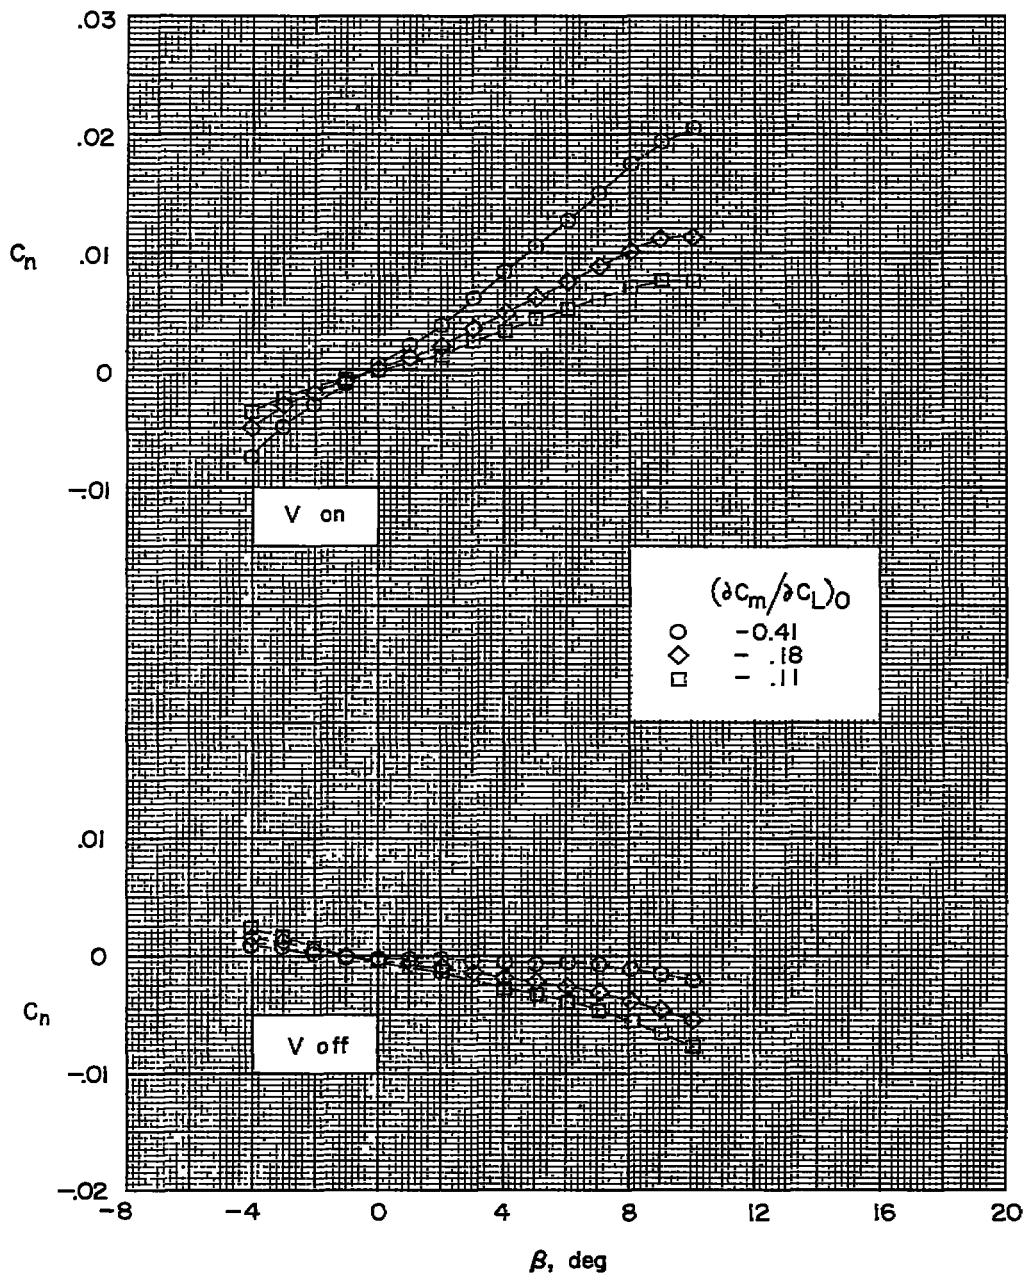 .03
.02
.01
0
-.01
Cn
V on
(∂Cm/∂CL)0
-0.41
- .18
- .11
.01
0
-.01
-.02
Cn
V off
-8 -4 0 4 8 12 16 20
β, deg